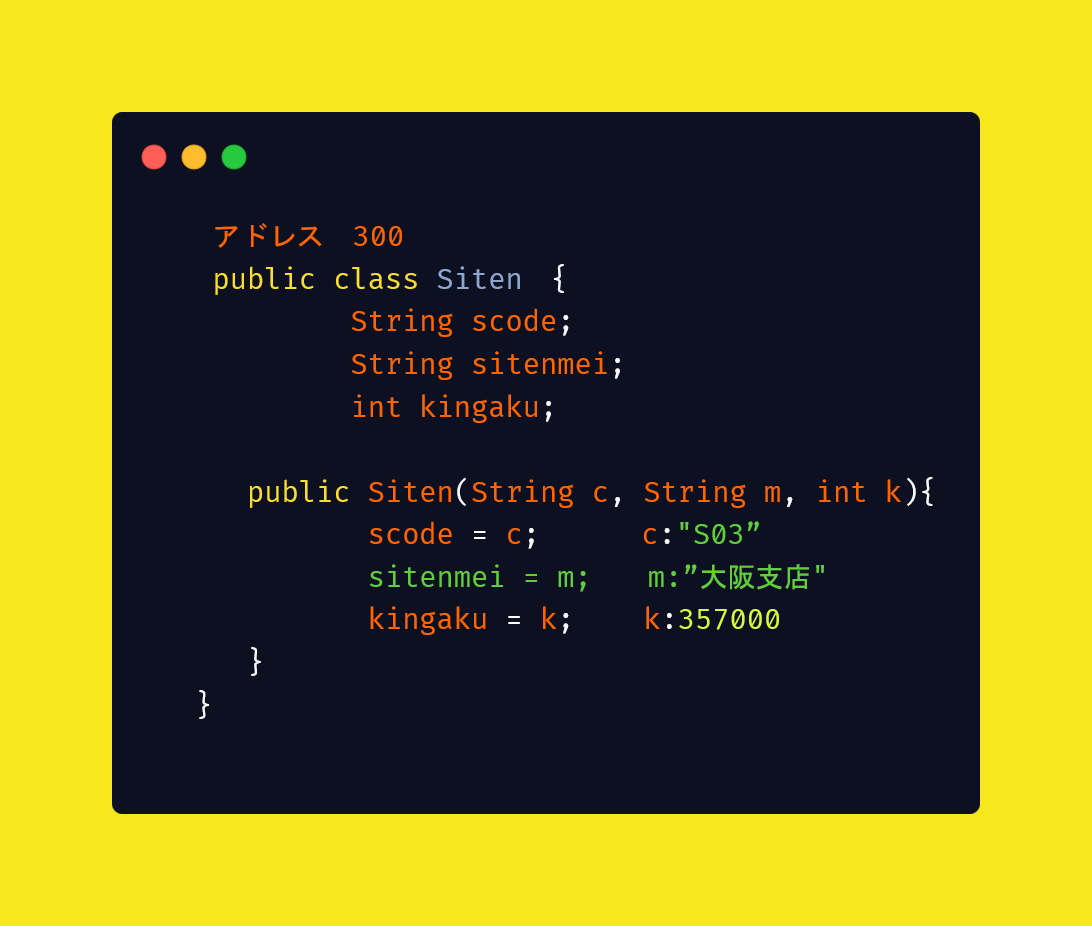 アドレス　300
public class Siten {
String scode;
String sitenmei;
int kingaku;
public Siten(String c, String m, int k){
scode = c; c:"S03”
sitenmei = m; m:”大阪支店"
kingaku = k; k:357000
}
}